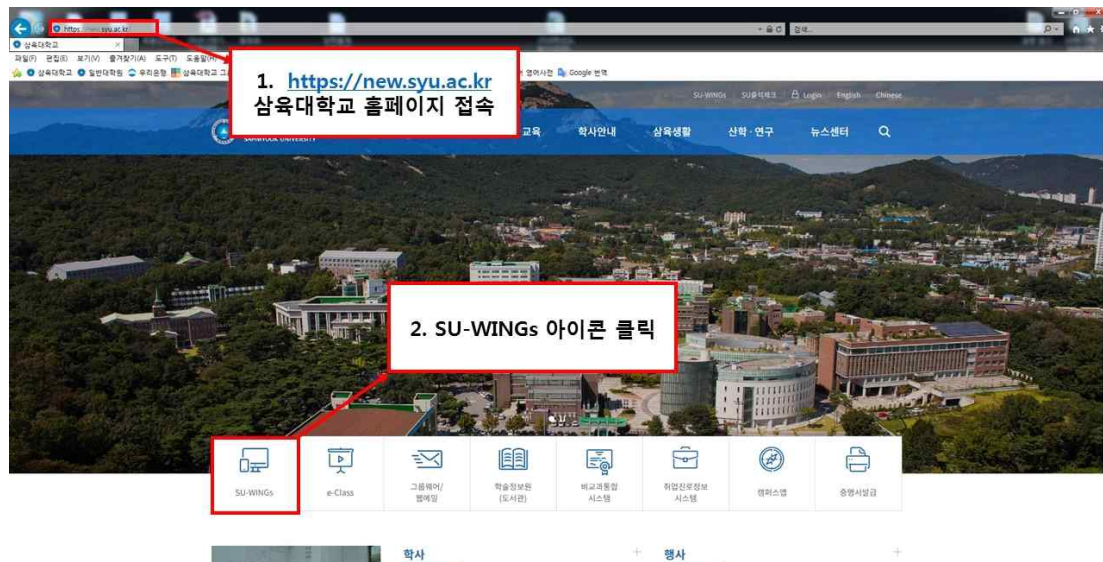 https://new.syu.ac.kr/
검색...
삼육대학교
파일(F) 편집(E) 보기(V) 즐겨찾기(A) 도구(T) 도움말(H)
삼육대학교 일반대학원 우리은행 삼육대학교 영어사전 Google 번역
1. https://new.syu.ac.kr
삼육대학교 홈페이지 접속
SU-WINGs SU출석체크 Login English Chinese
SAHMYOOK UNIVERSITY
교육 학사안내 삼육생활 산학·연구 뉴스센터
2. SU-WINGs 아이콘 클릭
SU-WINGs
e-Class
그룹웨어/
웹메일
학술정보원
(도서관)
비교과통합
시스템
취업진로정보
시스템
캠퍼스맵
증명서발급
학사
행사